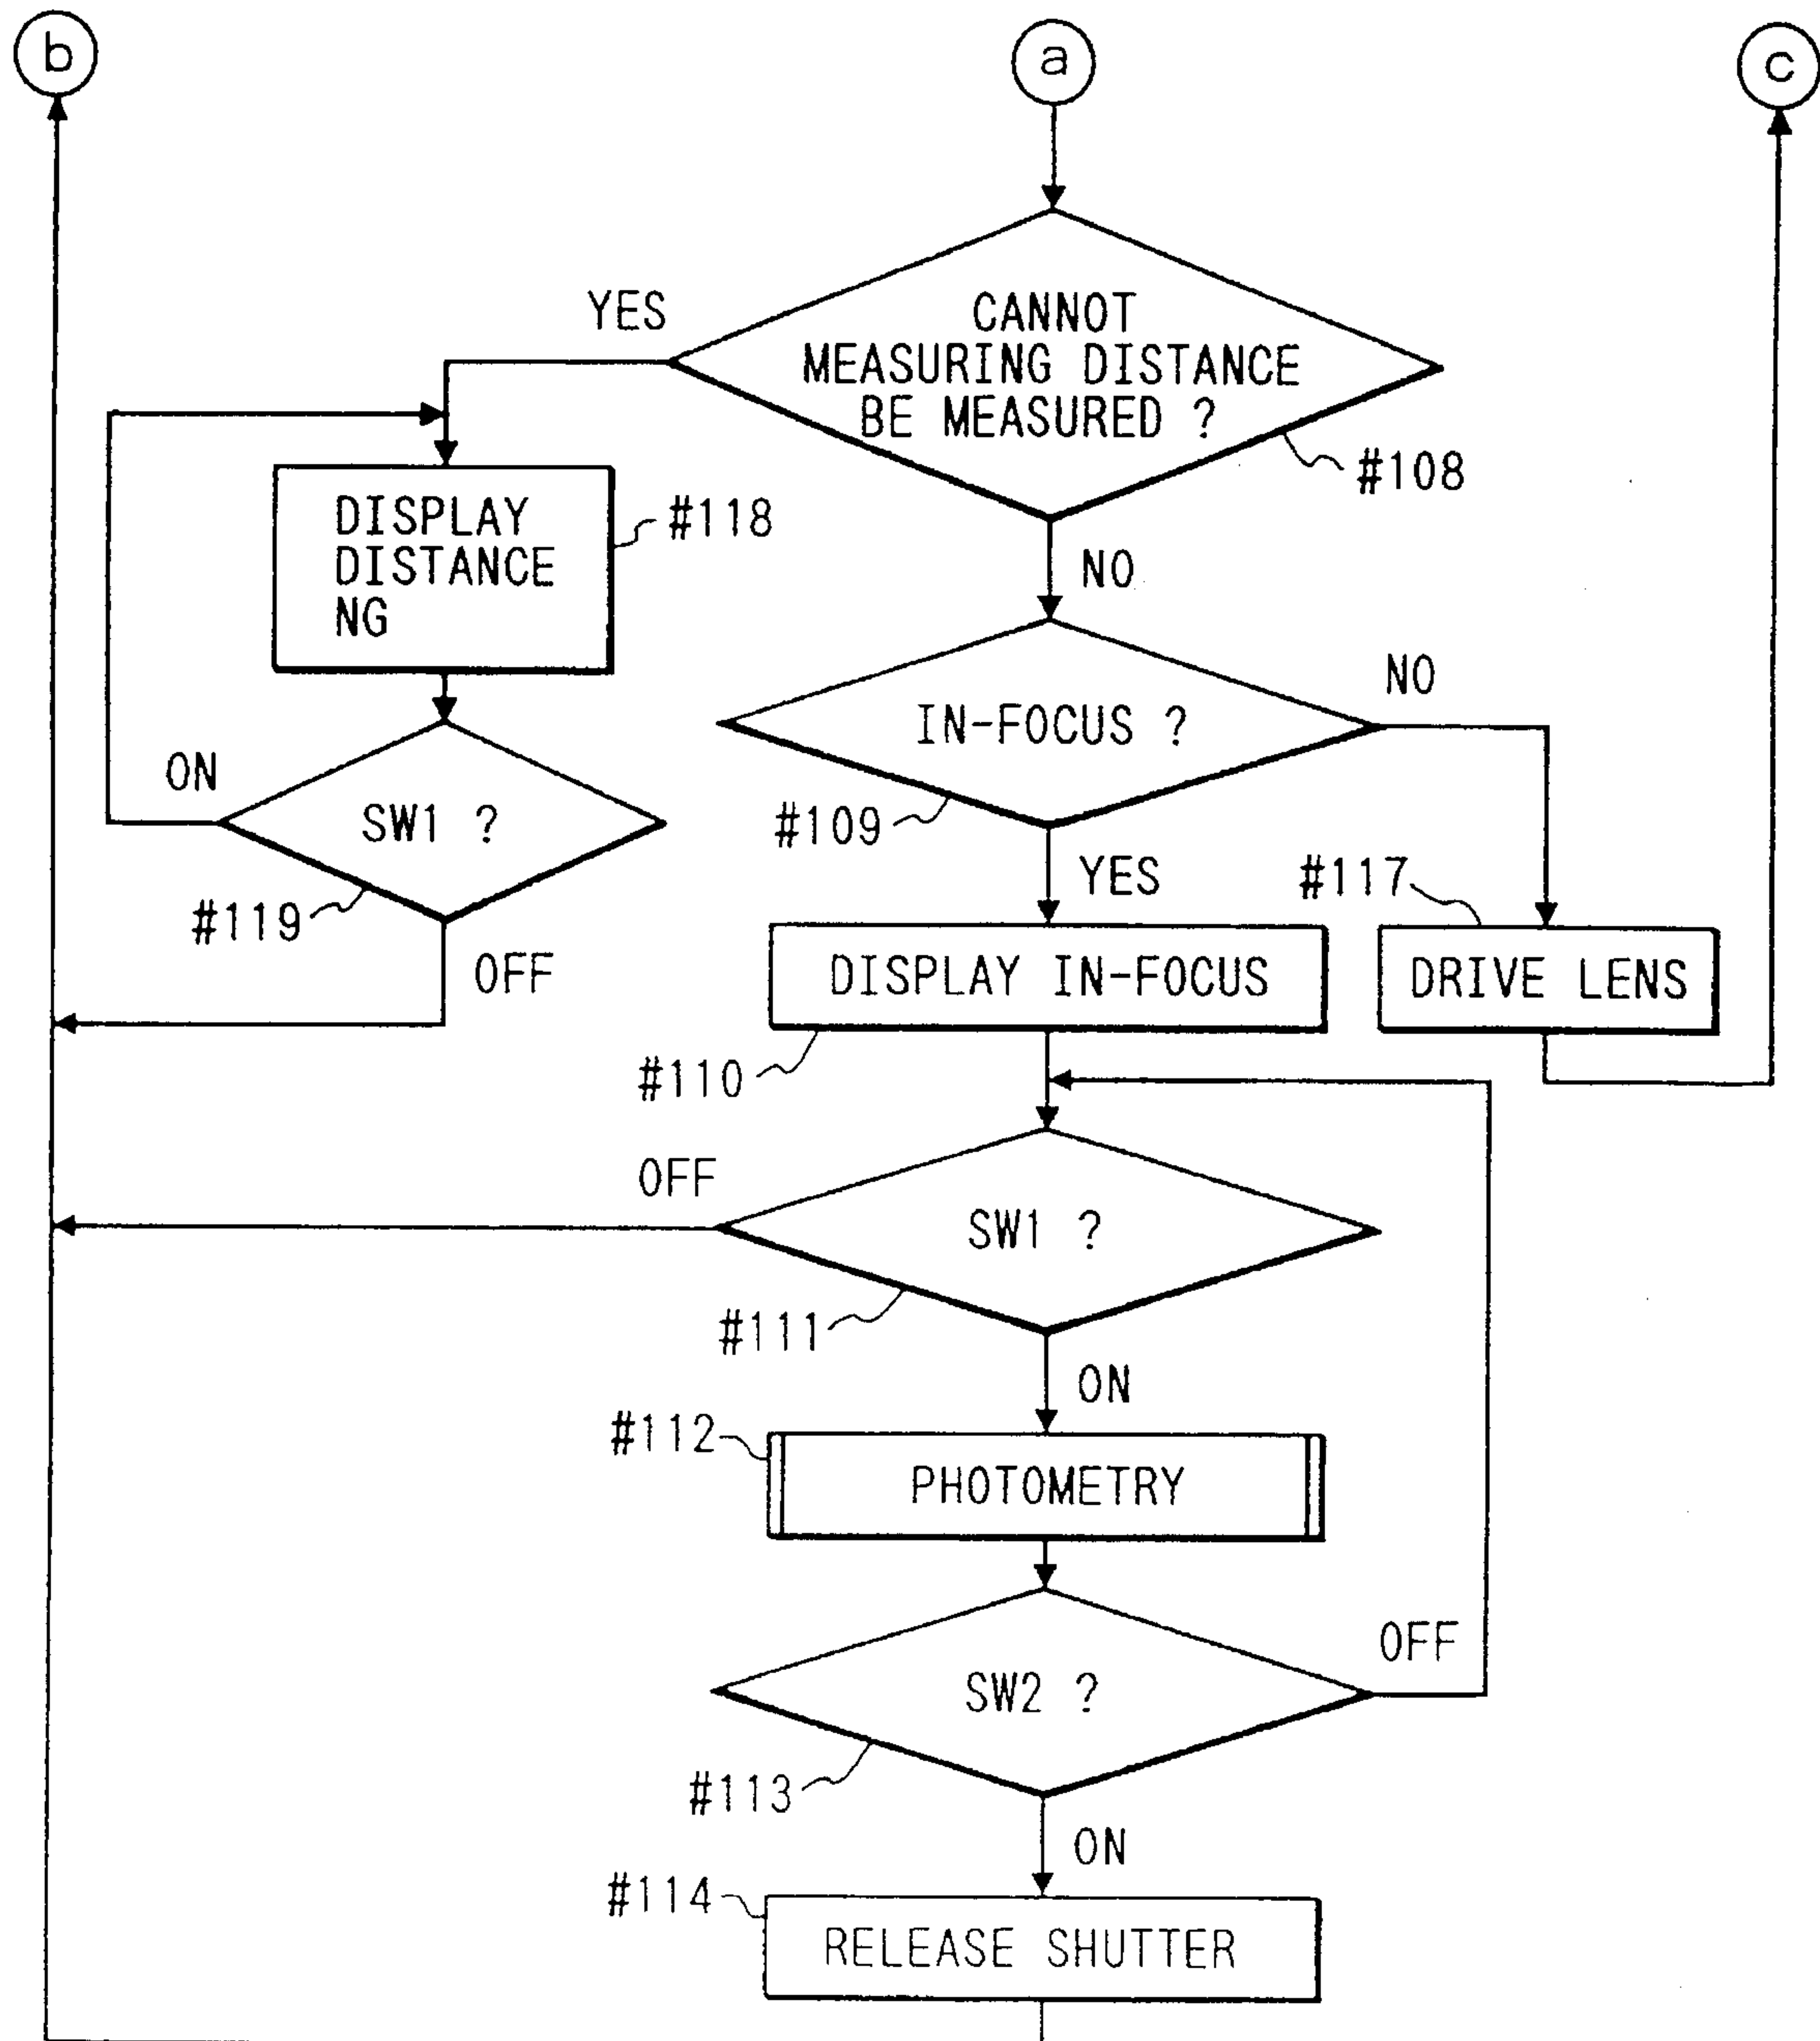 b
a
c
YES
CANNOT
MEASURING DISTANCE
BE MEASURED ?
#108
DISPLAY
DISTANCE
NG
#118
NO
IN-FOCUS ?
NO
#109
ON
SW1 ?
#119
OFF
YES
#117
DISPLAY IN-FOCUS
DRIVE LENS
#110
OFF
SW1 ?
#111
ON
#112
PHOTOMETRY
SW2 ?
OFF
#113
ON
#114
RELEASE SHUTTER